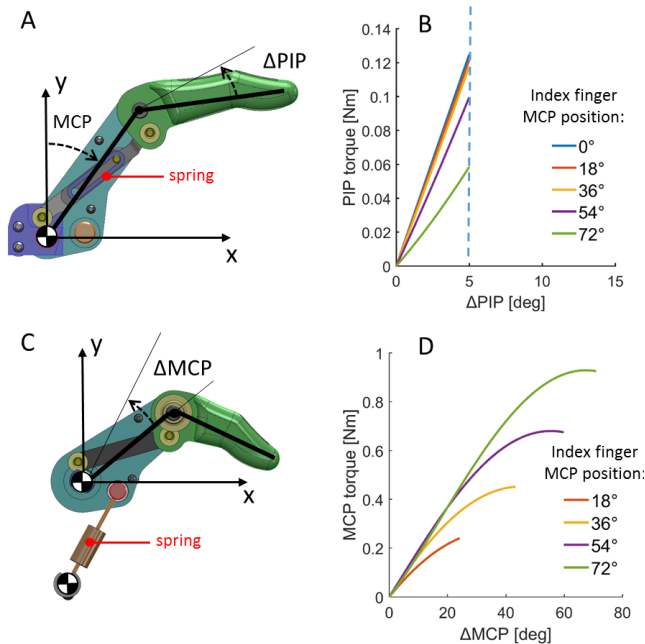 A
y
MCP
ΔPIP
spring
x
B
PIP torque [Nm]
0.14
0.12
0.1
0.08
0.06
0.04
0.02
0
0
5
10
15
ΔPIP [deg]
Index finger
MCP position:
0°
18°
36°
54°
72°
C
y
ΔMCP
x
spring
D
MCP torque [Nm]
1
0.8
0.6
0.4
0.2
0
0
20
40
60
80
ΔMCP [deg]
Index finger
MCP position:
18°
36°
54°
72°